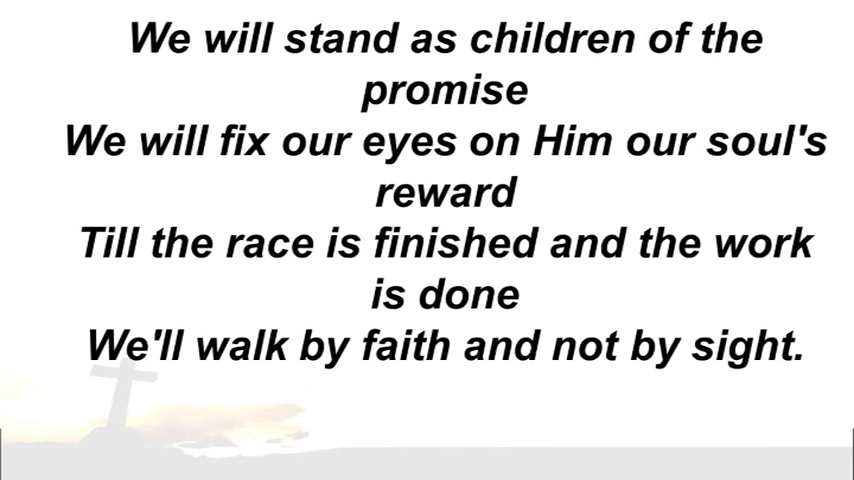 We will stand as children of the
promise
We will fix our eyes on Him our soul's
reward
Till the race is finished and the work
is done
We'll walk by faith and not by sight.